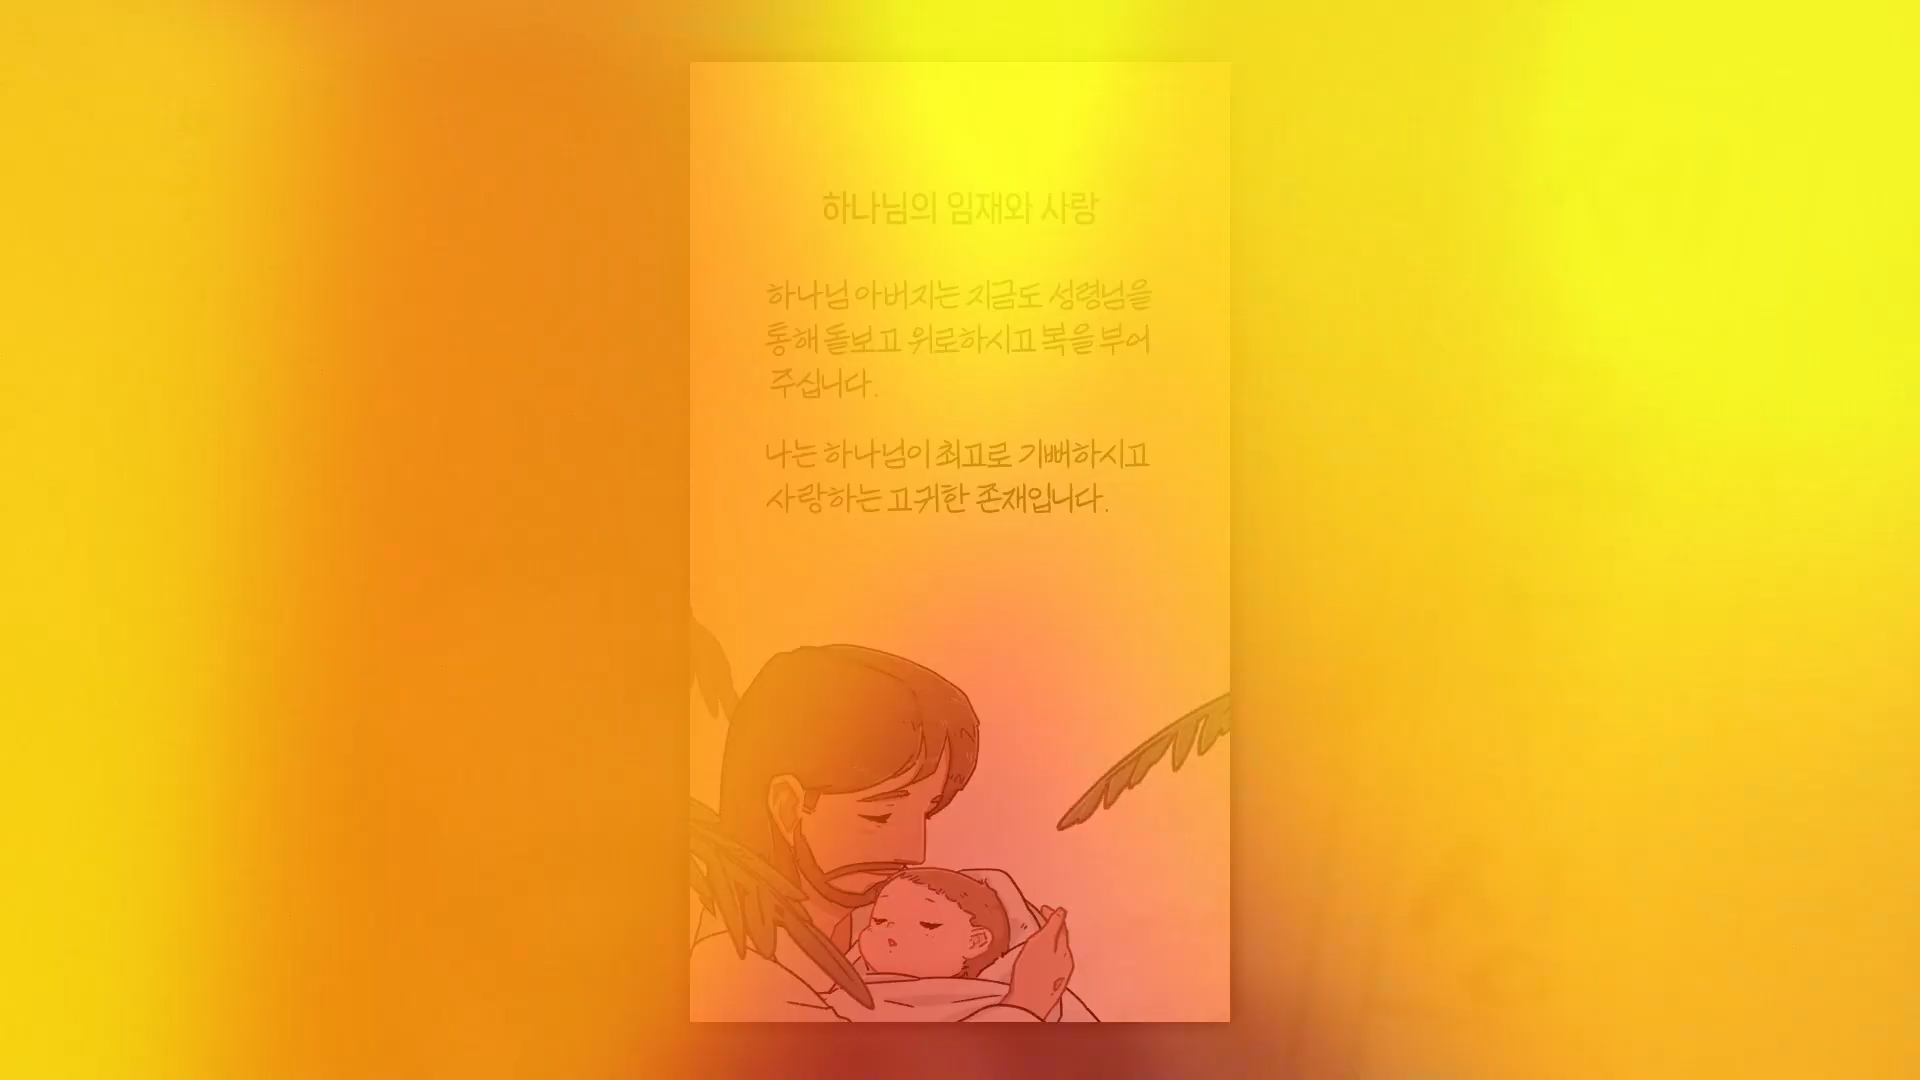 하나님의 임재와 사랑
하나님 아버지는 지금도 성령님을
통해 돌보고 위로하시고 복을 부어
주십니다.
나는 하나님이 최고로 기뻐하시고
사랑하는 고귀한 존재입니다.